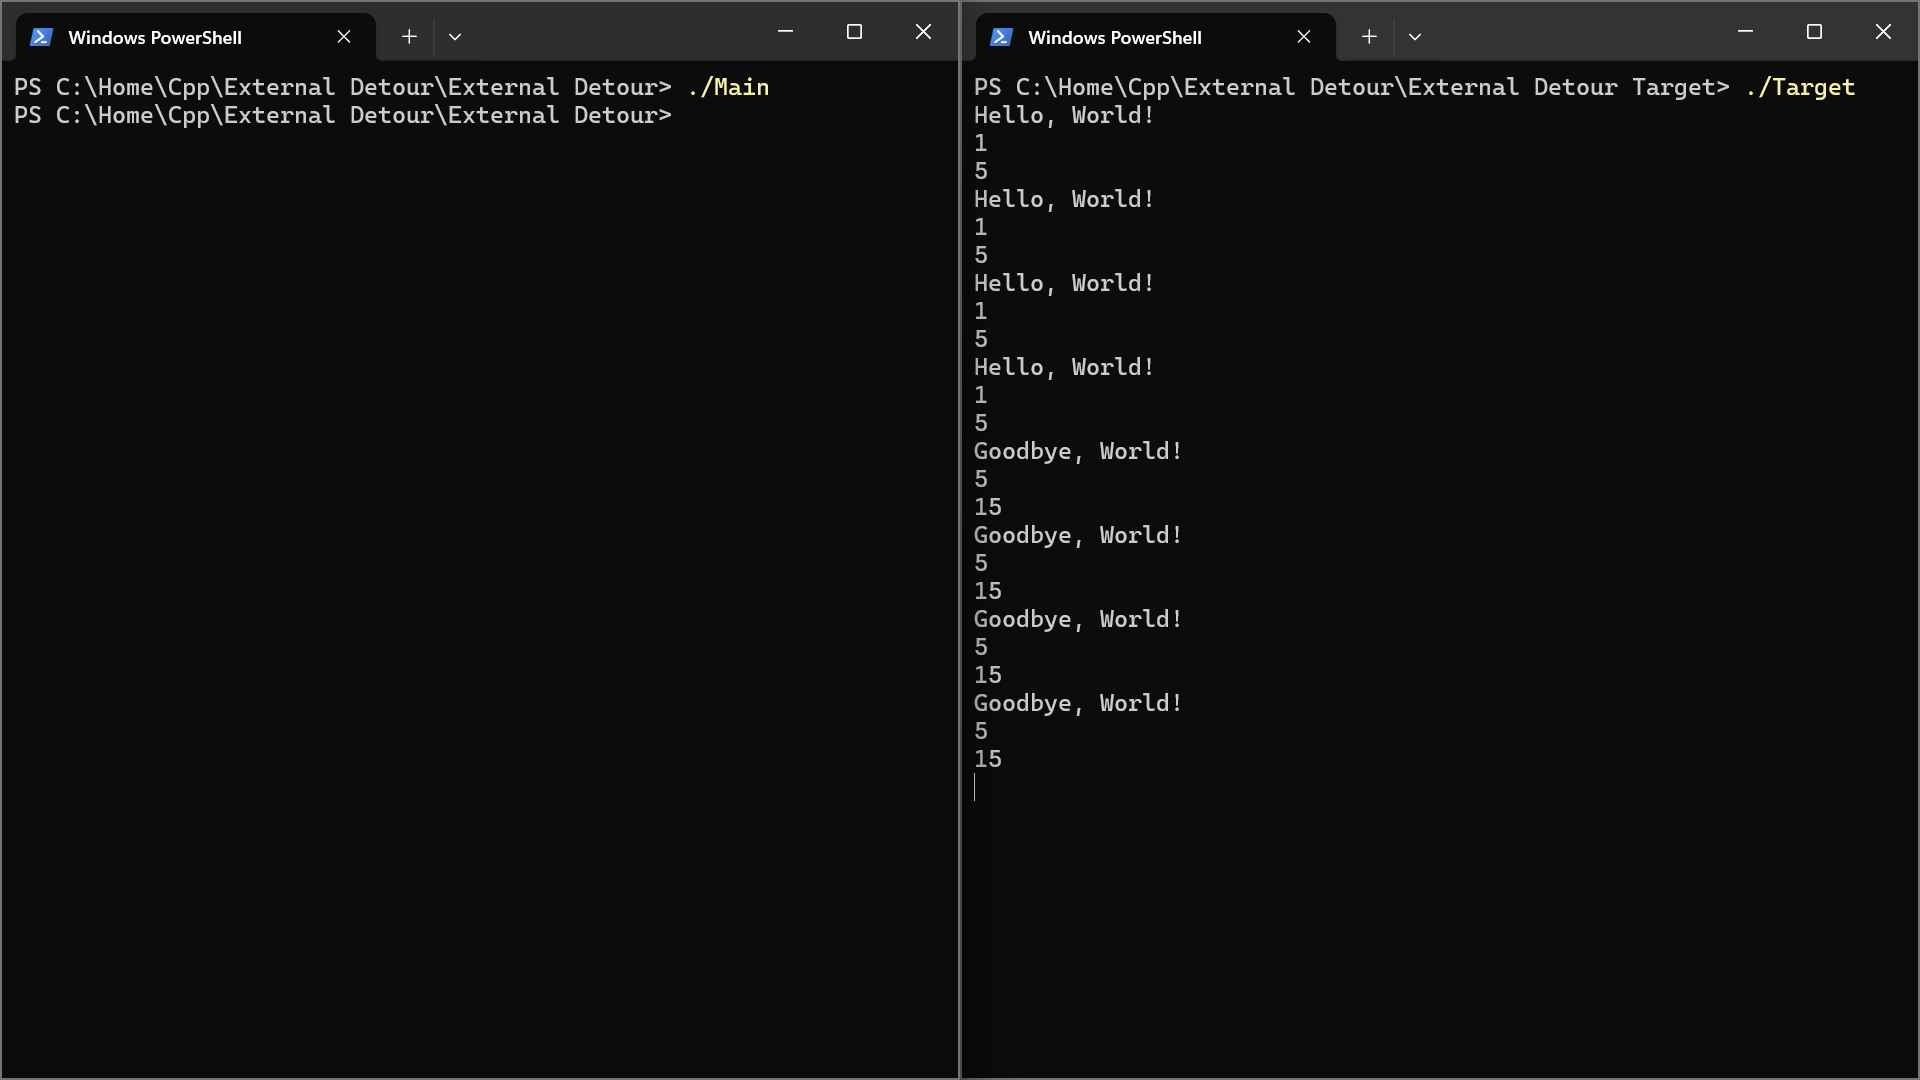 Windows PowerShell
PS C:\Home\Cpp\External Detour\External Detour> ./Main
PS C:\Home\Cpp\External Detour\External Detour>
Windows PowerShell
PS C:\Home\Cpp\External Detour\External Detour Target> ./Target
Hello, World!
1
5
Hello, World!
1
5
Hello, World!
1
5
Hello, World!
1
5
Goodbye, World!
5
15
Goodbye, World!
5
15
Goodbye, World!
5
15
Goodbye, World!
5
15